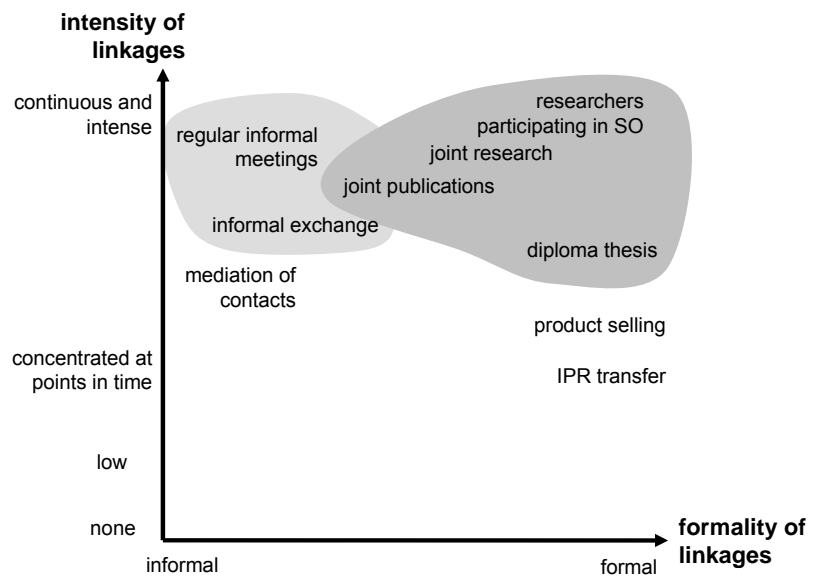 intensity of
linkages
continuous and
intense
regular informal
meetings
researchers
participating in SO
joint research
joint publications
informal exchange
diploma thesis
mediation of
contacts
product selling
concentrated at
points in time
IPR transfer
low
none
informal
formal
formality of
linkages